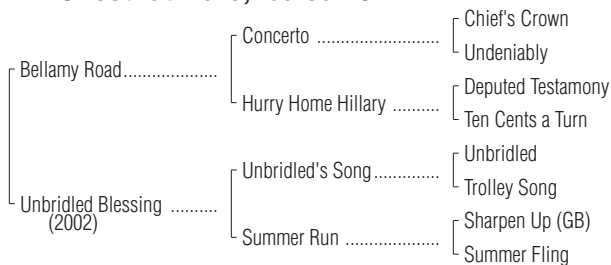 Chief's Crown
Concerto ............................
Undeniably
Bellamy Road.....................
Deputed Testamony
Hurry Home Hillary ..........
Ten Cents a Turn
Unbridled
Unbridled's Song...............
Trolley Song
Unbridled Blessing ..........
(2002)
Sharpen Up (GB)
Summer Run .....................
Summer Fling